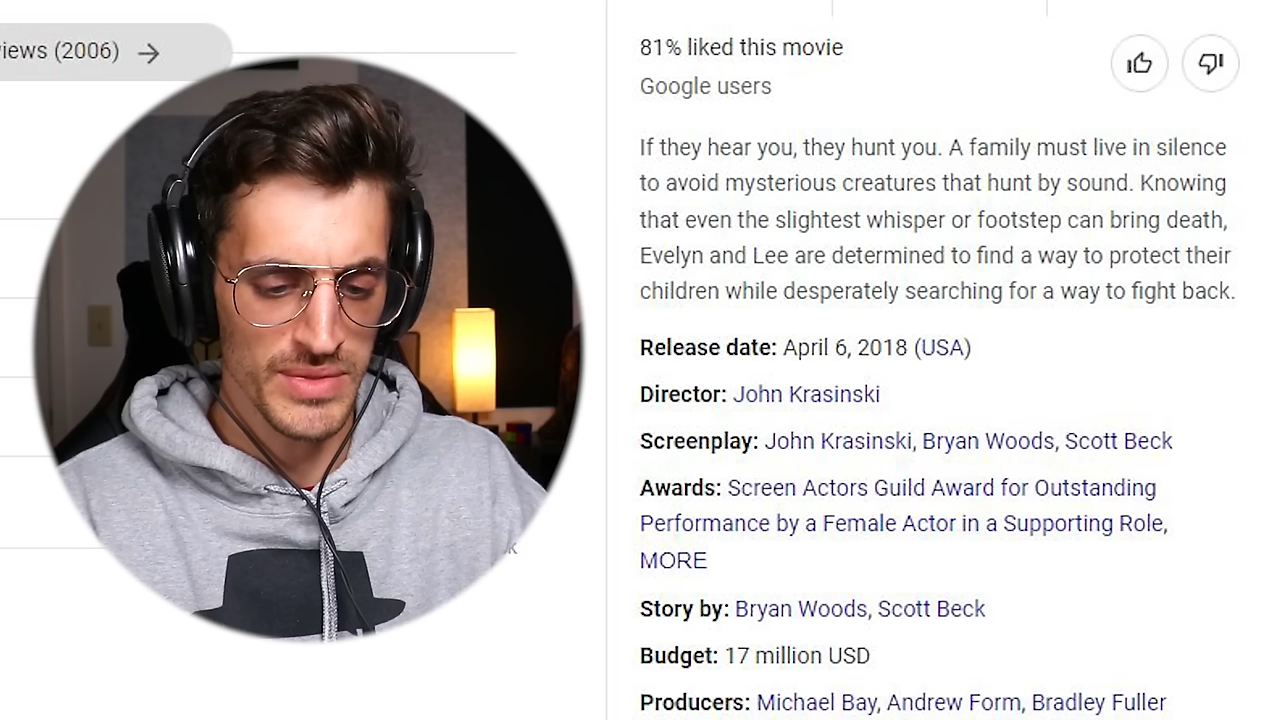 iews (2006) →
81% liked this movie
Google users
If they hear you, they hunt you. A family must live in silence
to avoid mysterious creatures that hunt by sound. Knowing
that even the slightest whisper or footstep can bring death,
Evelyn and Lee are determined to find a way to protect their
children while desperately searching for a way to fight back.
Release date: April 6, 2018 (USA)
Director: John Krasinski
Screenplay: John Krasinski, Bryan Woods, Scott Beck
Awards: Screen Actors Guild Award for Outstanding
Performance by a Female Actor in a Supporting Role,
MORE
Story by: Bryan Woods, Scott Beck
Budget: 17 million USD
Producers: Michael Bay, Andrew Form, Bradley Fuller